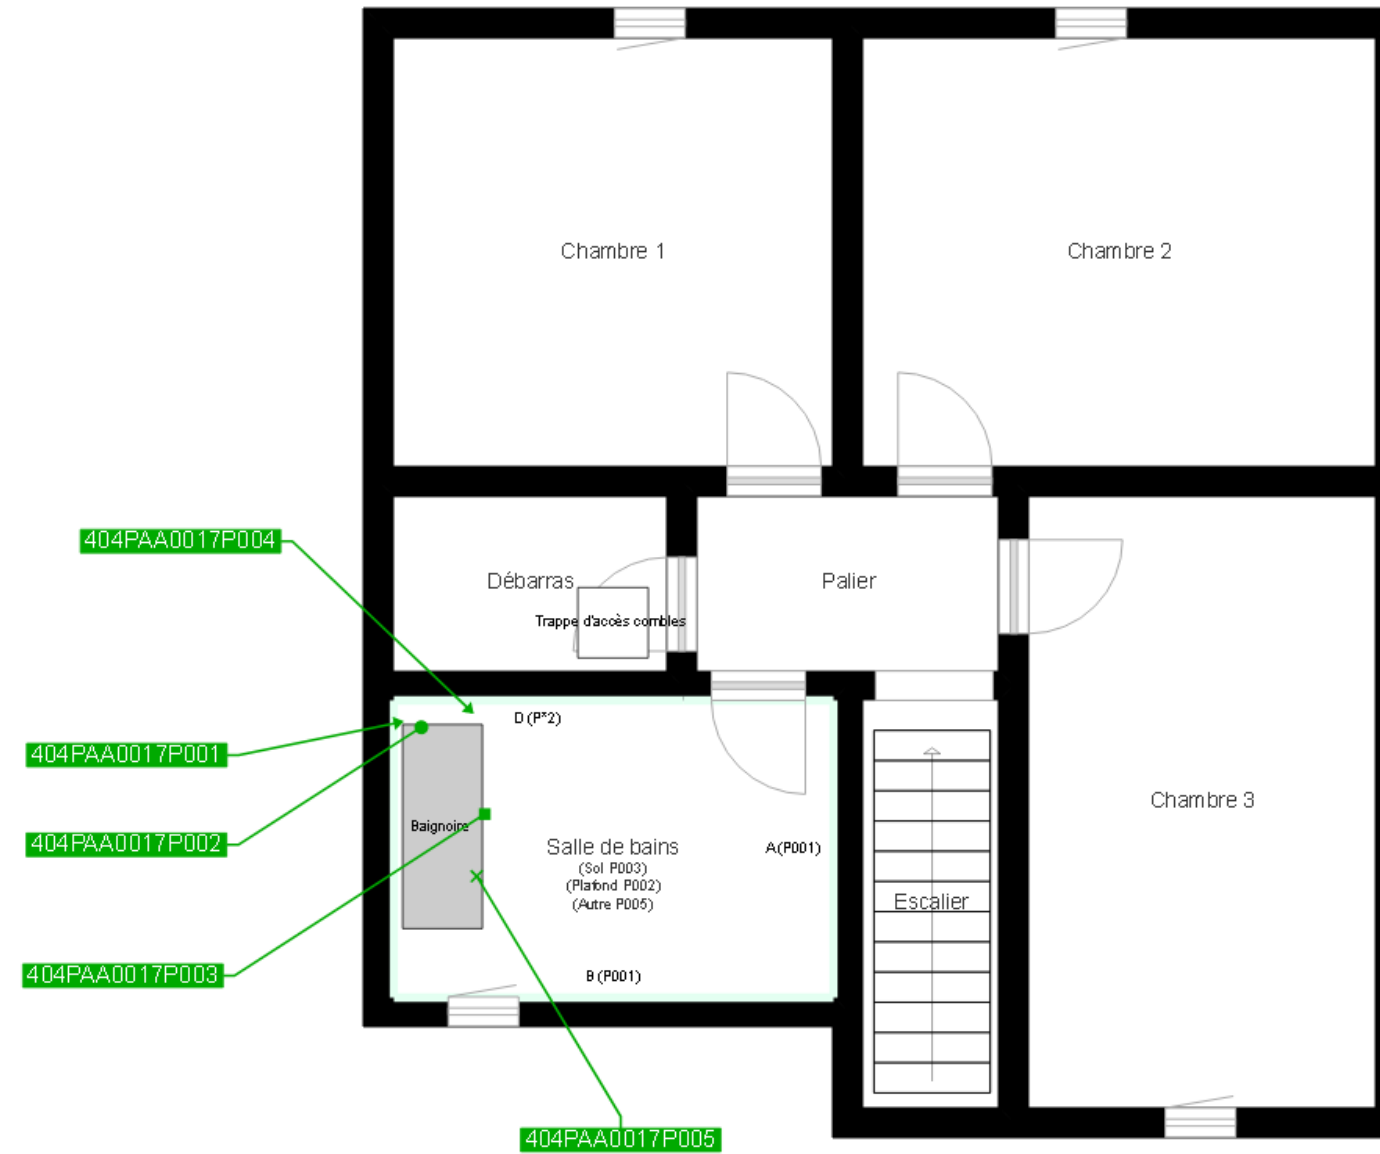 Chambre 1
Chambre 2
404PAA0017P004
Débarras
Palier
Trappe d'accès combles
D (P*2)
404PAA0017P001
Chambre 3
404PAA0017P002
Baignoire
Salle de bains
A(P001)
(Sol P003)
(Plafond P002)
(Autre P005)
Escalier
404PAA0017P003
B (P001)
404PAA0017P005